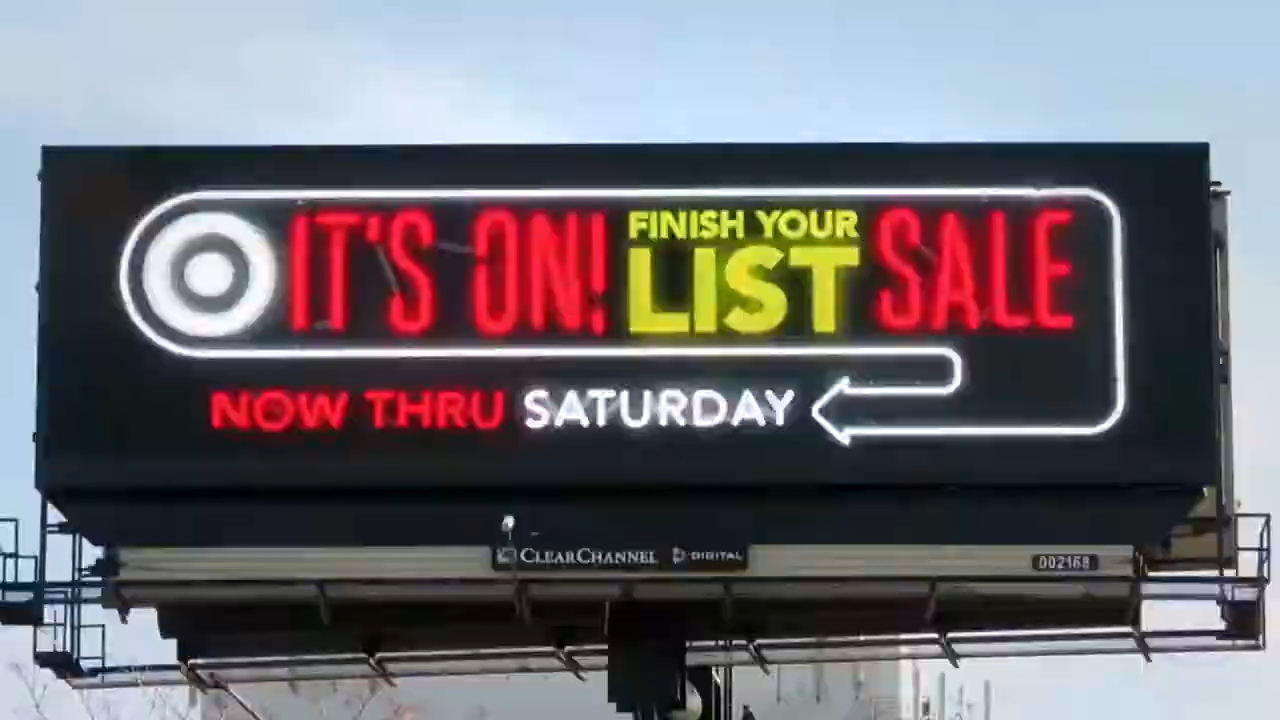 IT'S ON! FINISH YOUR LIST SALE
NOW THRU SATURDAY
CLEARCHANNEL DIGITAL
002168